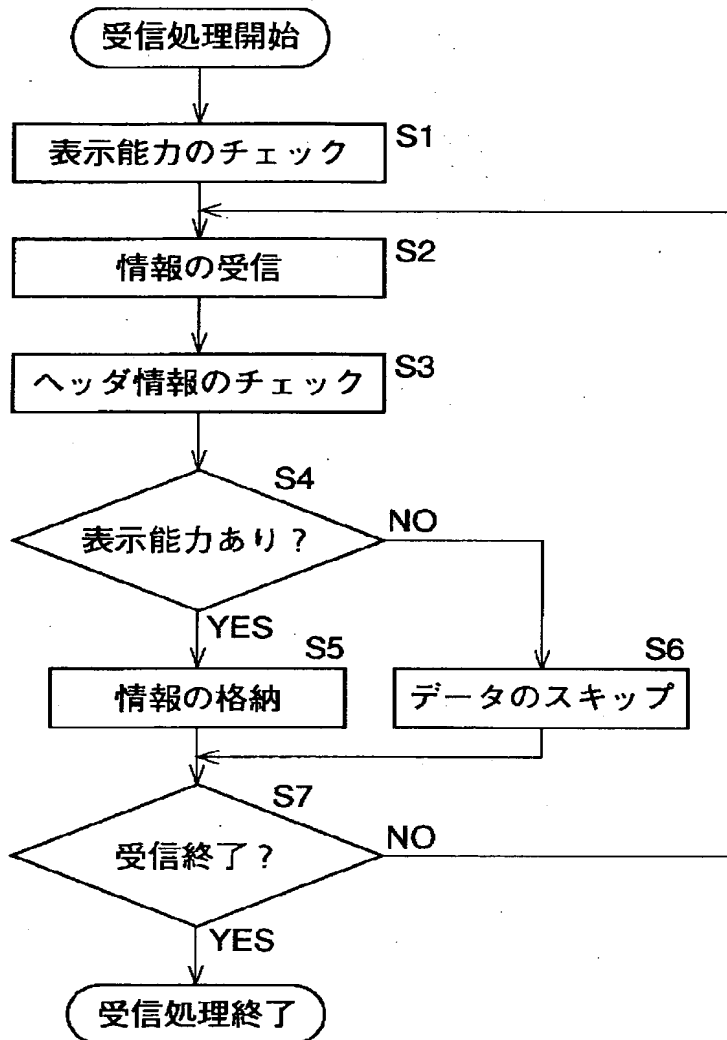 受信処理開始
表示能力のチェック
S1
情報の受信
S2
ヘッダ情報のチェック
S3
S4
表示能力あり?
NO
YES
S5
情報の格納
S6
データのスキップ
S7
受信終了?
NO
YES
受信処理終了